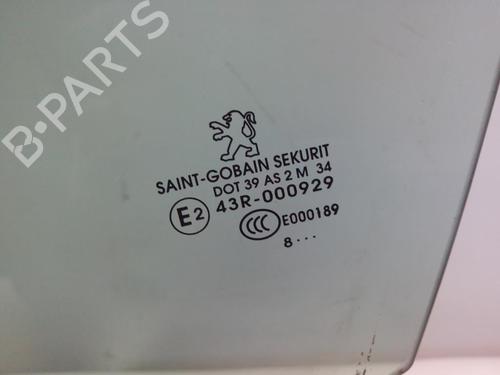 B-PARTS
SAINT-GOBAIN SEKURIT
DOT 39 AS 2 M 34
E2 43R-000929
CCC E000189
8...